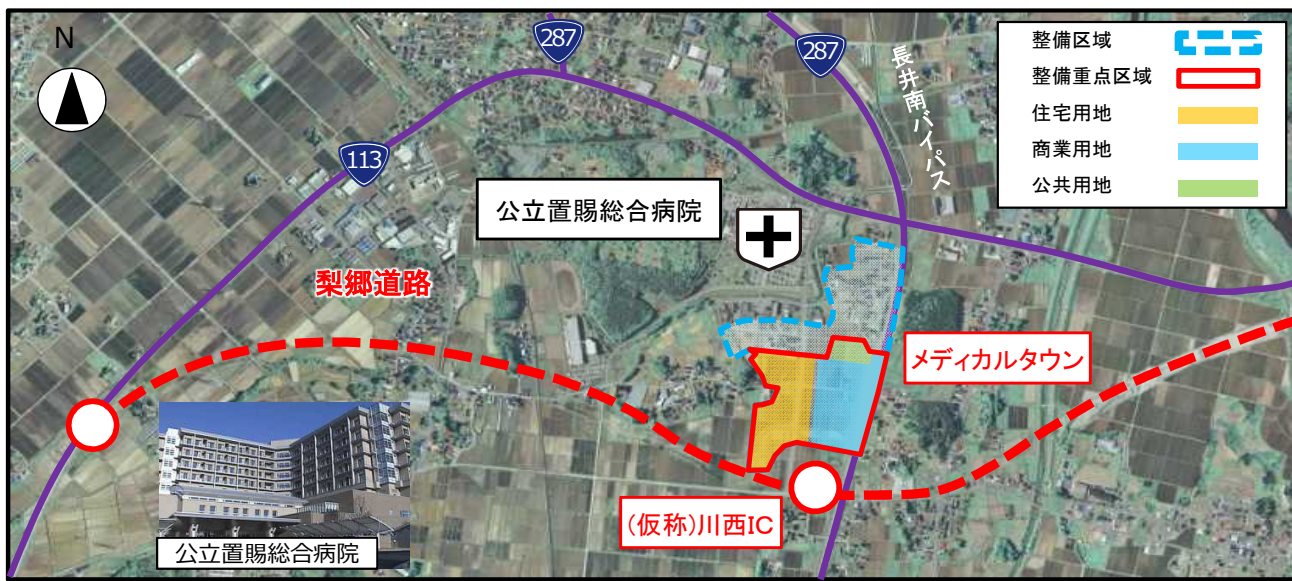 N
287
287
長井南バイパス
整備区域
整備重点区域
住宅用地
商業用地
公共用地
113
公立置賜総合病院
梨郷道路
メディカルタウン
(仮称)川西IC
公立置賜総合病院